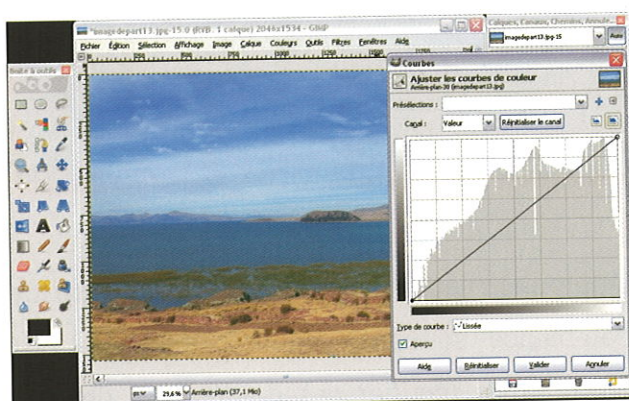 *imagedepart13.jpg-15.0 (RVB, 1 calque) 2046x1534 – GIMP
Fichier Édition Sélection Affichage Image Calque Couleurs Outils Filtres Fenêtres Aide
Calques, Canaux, Chemins, Annule...
imagedepart13.jpg-15
Auto
Boîte à outils
Courbes
Ajuster les courbes de couleur
Arrière-plan-30 (imagedepart13.jpg)
Présélections :
Canal : Valeur Réinitialiser le canal
Type de courbe : Lissée
Aperçu
Aide Réinitialiser Valider Annuler
px 29,6 % Arrière-plan (37,1 Mio)